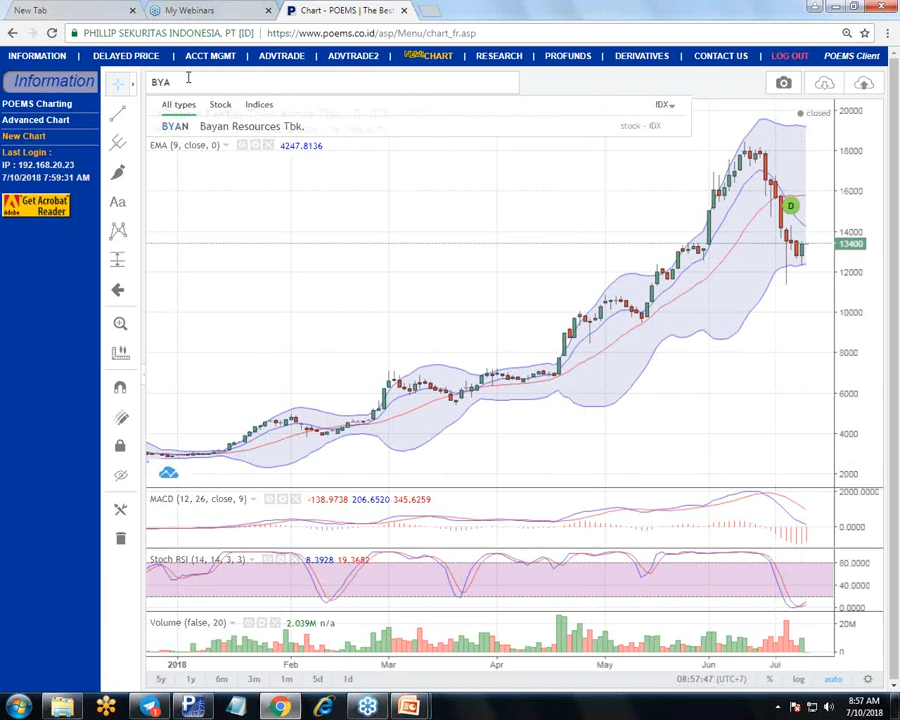 New Tab
My Webinars
Chart - POEMS | The Bes
PHILLIP SEKURITAS INDONESIA, PT [ID]
https://www.poems.co.id/asp/Menu/chart_fr.asp
INFORMATION
DELAYED PRICE
ACCT MGMT
ADVTRADE
ADVTRADE2
CHART
RESEARCH
PROFUNDS
DERIVATIVES
CONTACT US
LOG OUT
POEMS Client
Information
POEMS Charting
Advanced Chart
New Chart
Last Login :
IP : 192.168.20.23
7/10/2018 7:59:31 AM
Get Acrobat
Reader
BYA
All types
Stock
Indices
IDX
BYAN
Bayan Resources Tbk.
stock - IDX
EMA (9, close, 0)
4247.8136
closed
Aa
D
20000
18000
16000
14000
13400
12000
10000
8000
6000
4000
2000
MACD (12, 26, close, 9)
-138.9738
206.6520
345.6259
2000.0000
0.0000
Stoch RSI (14, 14, 3, 3)
8.3928
19.3682
80.0000
40.0000
0.0000
Volume (false, 20)
2.039M
n/a
20M
0
2018
Feb
Mar
Apr
May
Jun
Jul
5y
1y
6m
3m
1m
5d
1d
08:57:47 (UTC+7)
%
log
auto
8:57 AM
7/10/2018